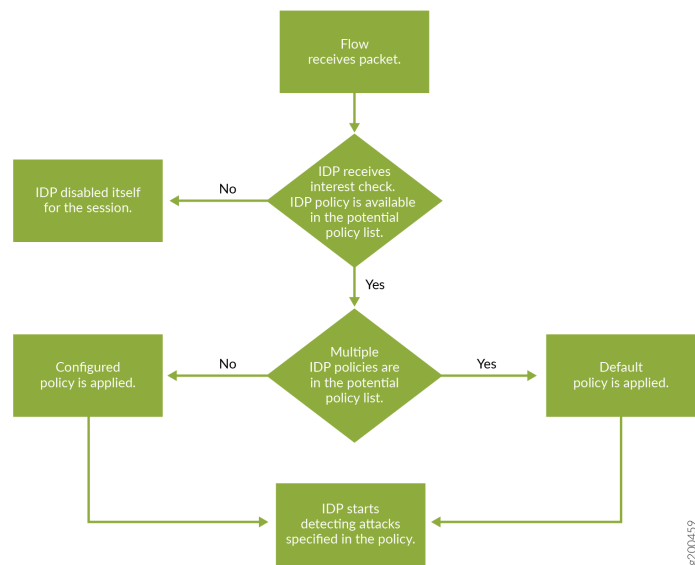 Flow
receives packet.
IDP receives
interest check.
IDP policy is available
in the potential
policy list.
No
IDP disabled itself
for the session.
Yes
Multiple
IDP policies are
in the potential
policy list.
No
Configured
policy is applied.
Yes
Default
policy is applied.
IDP starts
detecting attacks
specified in the policy.
g200459